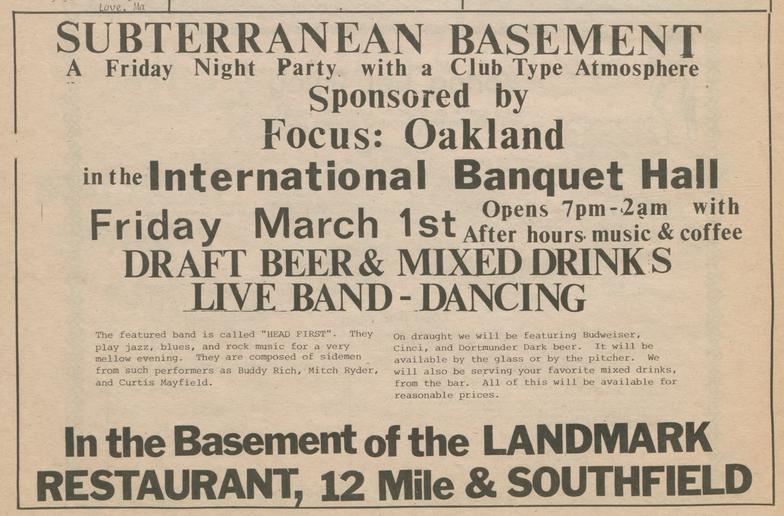 Love. Ma
SUBTERRANEAN BASEMENT
A Friday Night Party with a Club Type Atmosphere
Sponsored by
Focus: Oakland
in the International Banquet Hall
Friday March 1st Opens 7pm-2am with
After hours music & coffee
DRAFT BEER & MIXED DRINKS
LIVE BAND - DANCING
The featured band is called "HEAD FIRST". They
play jazz, blues, and rock music for a very
mellow evening. They are composed of sidemen
from such performers as Buddy Rich, Mitch Ryder,
and Curtis Mayfield.
On draught we will be featuring Budweiser,
Cinci, and Dortmunder Dark beer. It will be
available by the glass or by the pitcher. We
will also be serving your favorite mixed drinks,
from the bar. All of this will be available for
reasonable prices.
In the Basement of the LANDMARK
RESTAURANT, 12 Mile & SOUTHFIELD